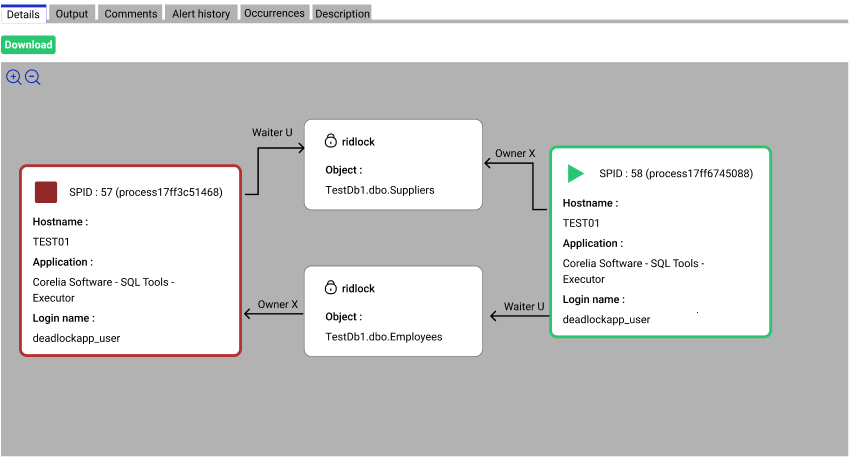 Details
Output
Comments
Alert history
Occurrences
Description
Download
Waiter U
ridlock
Object :
TestDb1.dbo.Suppliers
Owner X
SPID : 57 (process17ff3c51468)
Hostname :
TEST01
Application :
Corelia Software - SQL Tools -
Executor
Login name :
deadlockapp_user
SPID : 58 (process17ff6745088)
Hostname :
TEST01
Application :
Corelia Software - SQL Tools -
Executor
Login name :
deadlockapp_user
Owner X
ridlock
Object :
TestDb1.dbo.Employees
Waiter U